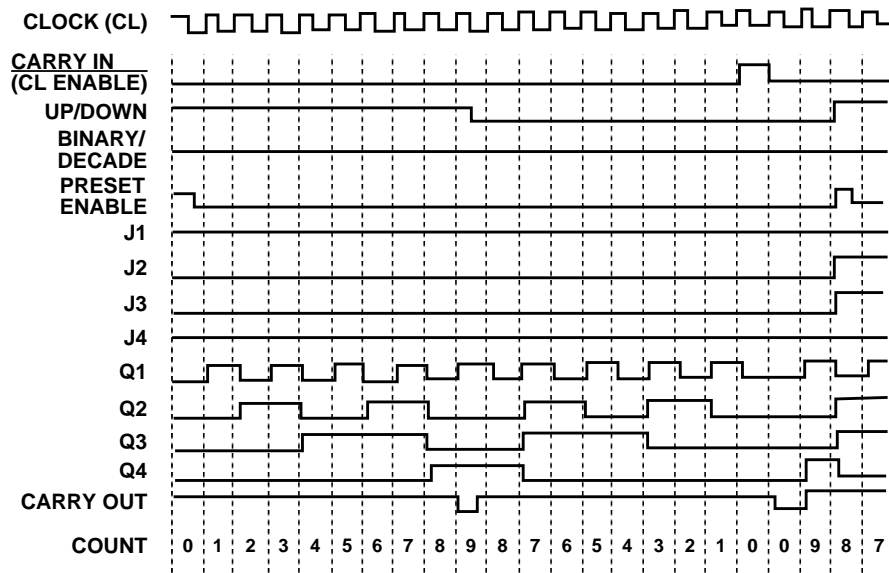 CLOCK (CL)
CARRY IN
(CL ENABLE)
UP/DOWN
BINARY/
DECADE
PRESET
ENABLE
J1
J2
J3
J4
Q1
Q2
Q3
Q4
CARRY OUT
COUNT 0 1 2 3 4 5 6 7 8 9 8 7 6 5 4 3 2 1 0 0 9 8 7